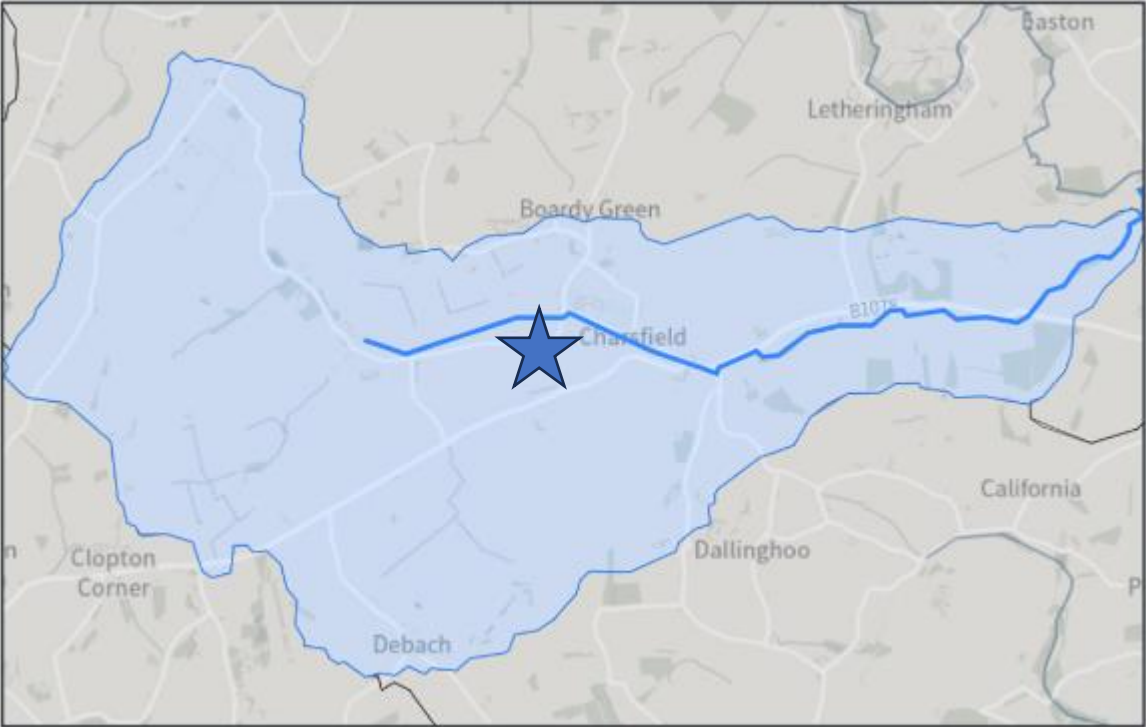 Easton
Letheringham
Boardy Green
B1078
Charsfield
California
Dallinghoo
Clopton
Corner
Debach